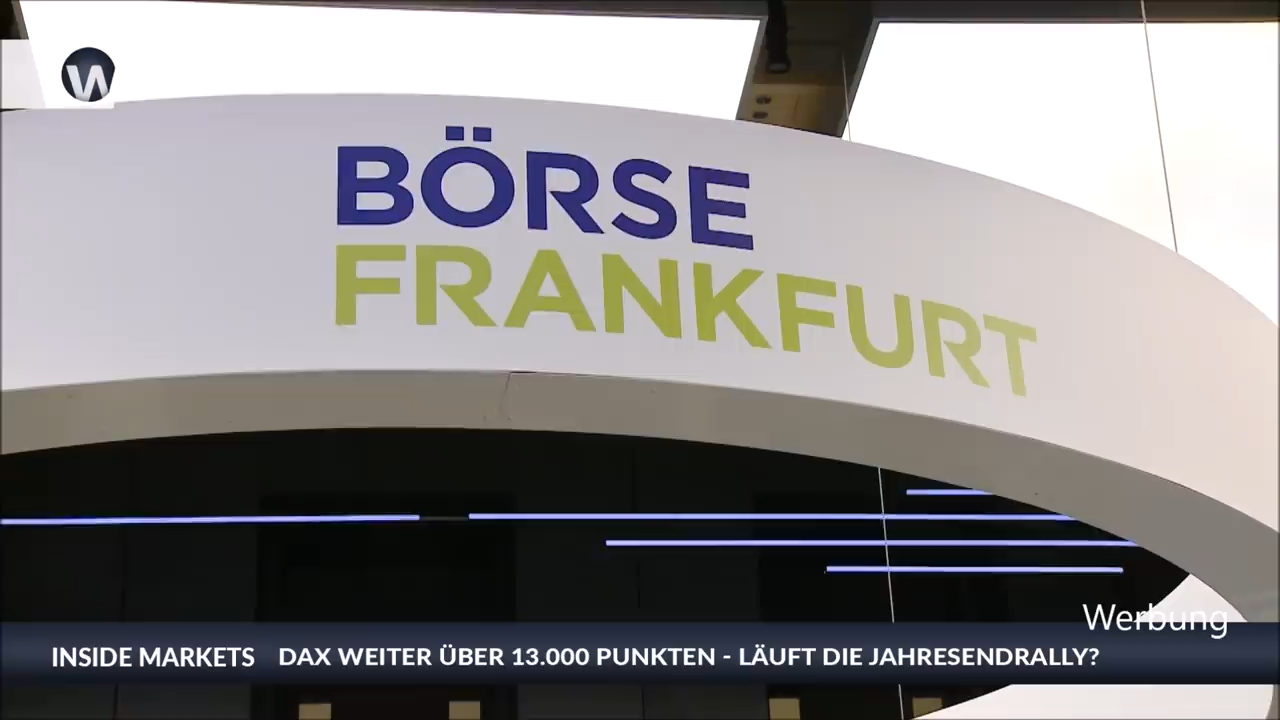 W
BÖRSE
FRANKFURT
Werbung
INSIDE MARKETS DAX WEITER ÜBER 13.000 PUNKTEN - LÄUFT DIE JAHRESENDRALLY?